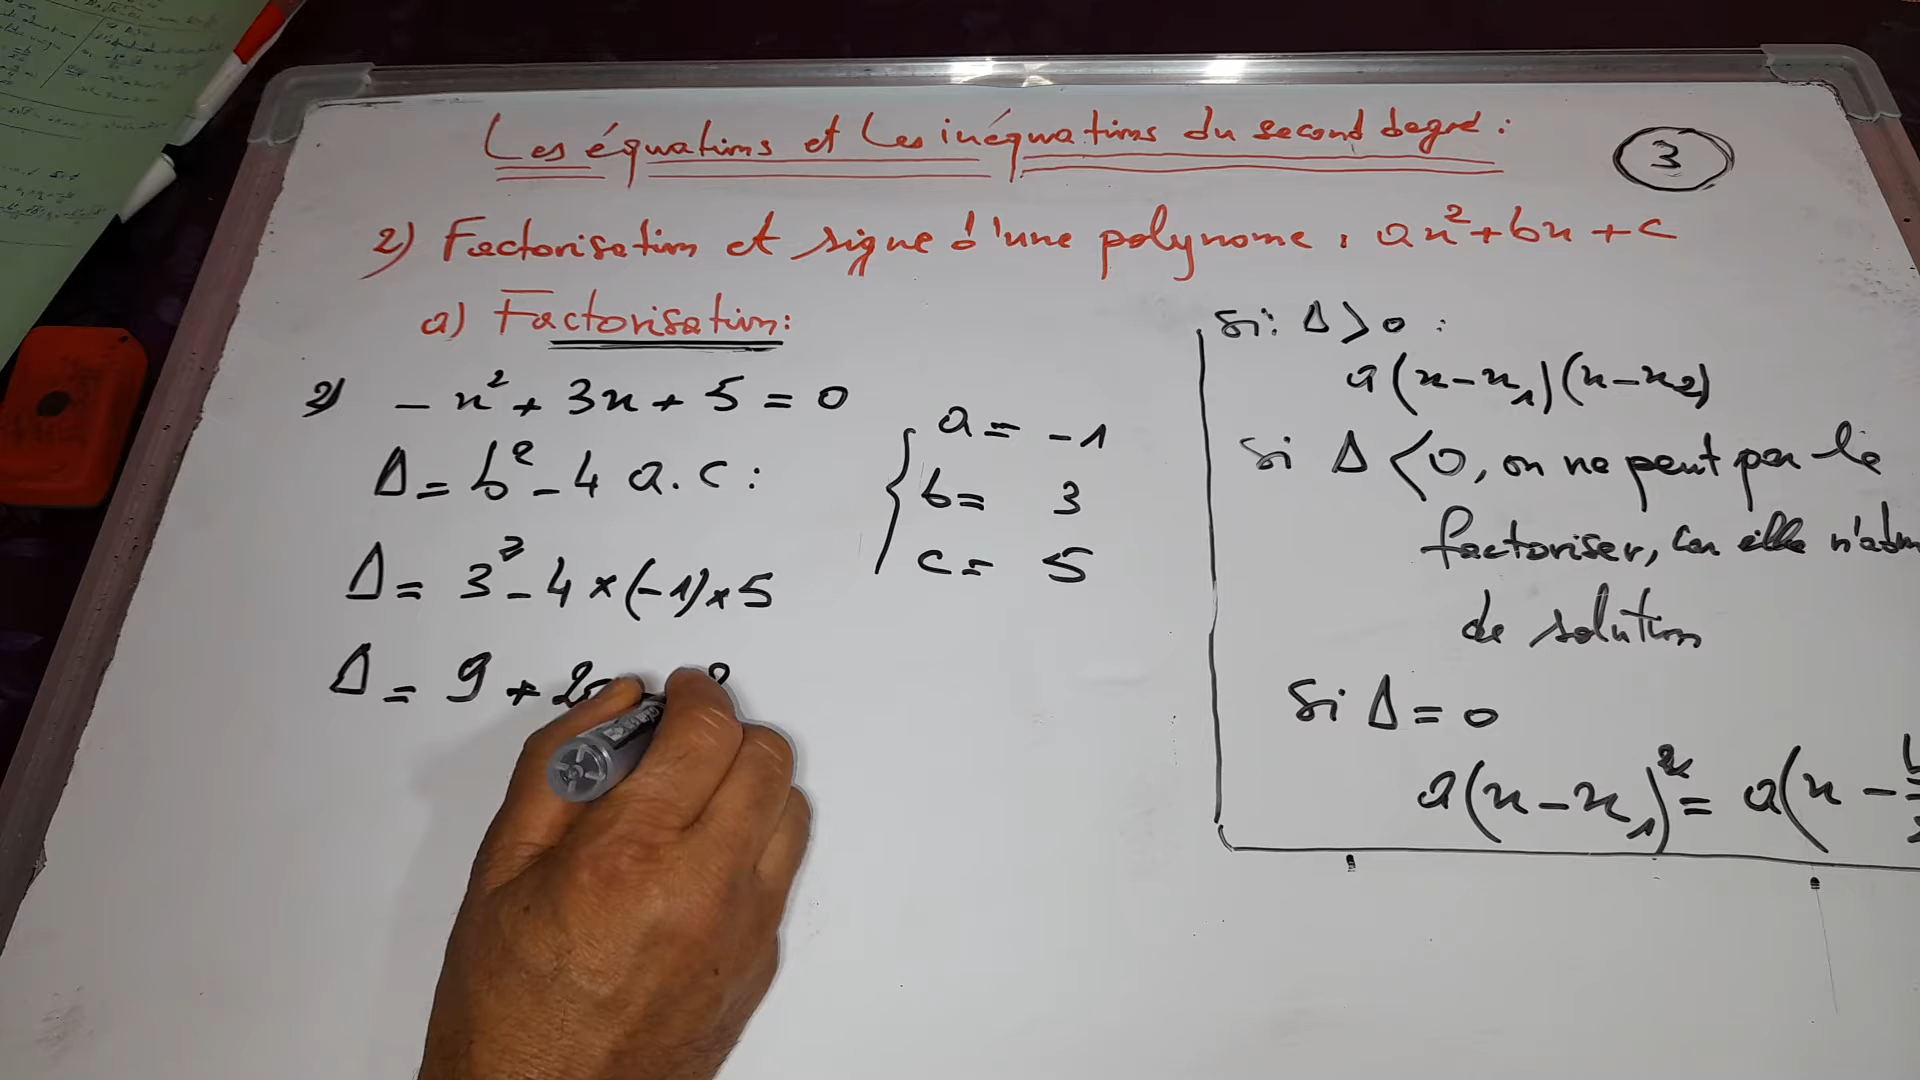 Les équations et les inéquations du second degré :
3
2) Factorisation et signe d'une polynome : ax²+bx+c
a) Factorisation:
2) -x²+3x+5=0
Δ=b²-4a.c:
Δ=3²-4×(-1)×5
Δ=9+2
a=-1
b=3
c=5
Si: Δ>0:
a(x-x₁)(x-x₂)
Si Δ<0, on ne peut pas le
factoriser, car elle
de solution
Si Δ=0
a(x-x₁)²=a(x-